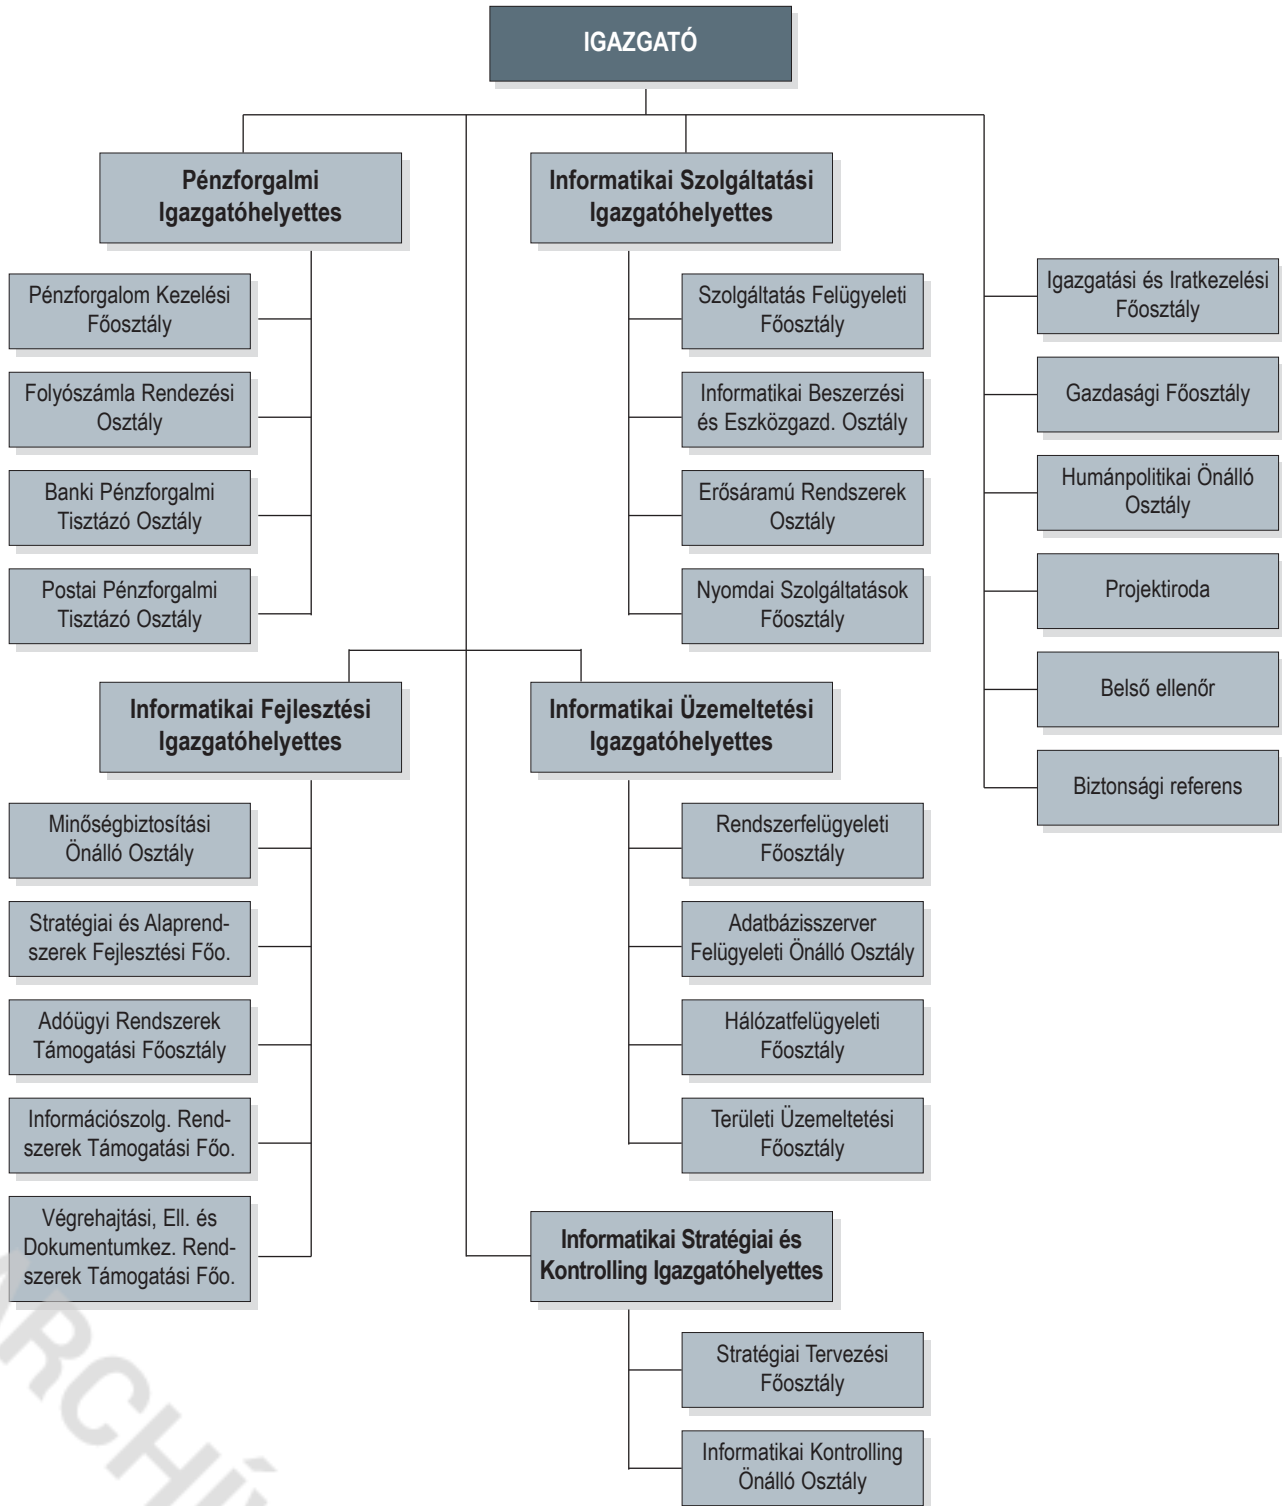 IGAZGATÓ
Pénzforgalmi
Igazgatóhelyettes
Pénzforgalom Kezelési
Főosztály
Folyószámla Rendezési
Osztály
Banki Pénzforgalmi
Tisztázó Osztály
Postai Pénzforgalmi
Tisztázó Osztály
Informatikai Szolgáltatási
Igazgatóhelyettes
Szolgáltatás Felügyeleti
Főosztály
Informatikai Beszerzési
és Eszközgazd. Osztály
Erősáramú Rendszerek
Osztály
Nyomdai Szolgáltatások
Főosztály
Igazgatási és Iratkezelési
Főosztály
Gazdasági Főosztály
Humánpolitikai Önálló
Osztály
Projektiroda
Belső ellenőr
Biztonsági referens
Informatikai Fejlesztési
Igazgatóhelyettes
Minőségbiztosítási
Önálló Osztály
Stratégiai és Alaprend-
szerek Fejlesztési Főo.
Adóügyi Rendszerek
Támogatási Főosztály
Információszolg. Rend-
szerek Támogatási Főo.
Végrehajtási, Ell. és
Dokumentumkez. Rend-
szerek Támogatási Főo.
Informatikai Üzemeltetési
Igazgatóhelyettes
Rendszerfelügyeleti
Főosztály
Adatbázisszerver
Felügyeleti Önálló Osztály
Hálózatfelügyeleti
Főosztály
Területi Üzemeltetési
Főosztály
Informatikai Stratégiai és
Kontrolling Igazgatóhelyettes
Stratégiai Tervezési
Főosztály
Informatikai Kontrolling
Önálló Osztály